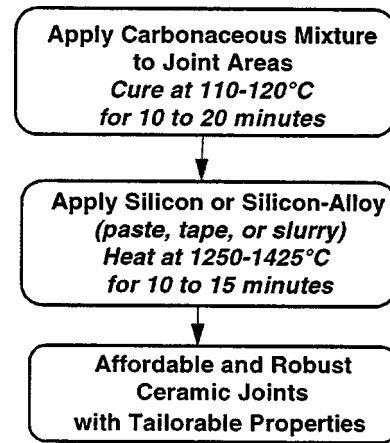 Apply Carbonaceous Mixture
to Joint Areas
Cure at 110-120°C
for 10 to 20 minutes
Apply Silicon or Silicon-Alloy
(paste, tape, or slurry)
Heat at 1250-1425°C
for 10 to 15 minutes
Affordable and Robust
Ceramic Joints
with Tailorable Properties